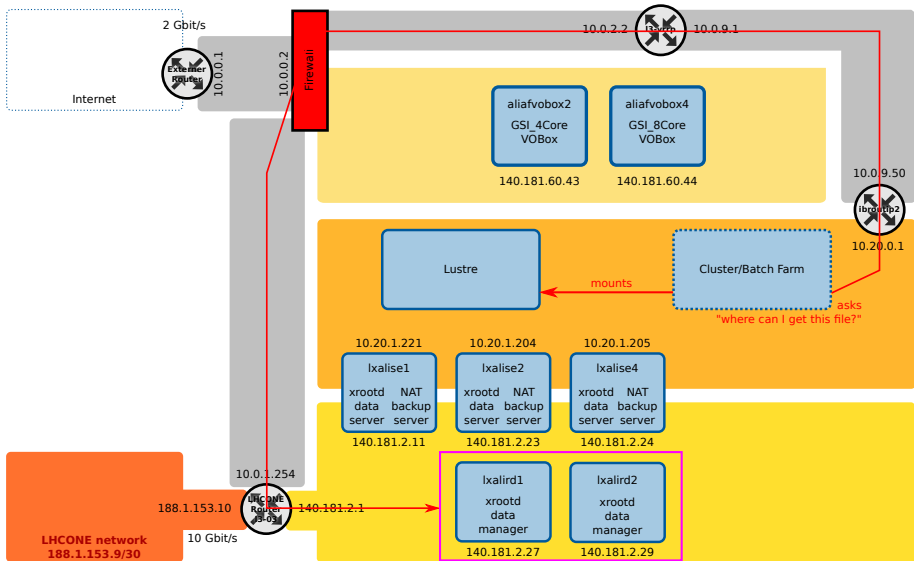 2 Gbit/s
Externer
Router
10.0.0.1
10.0.0.2
Firewall
Internet
10.0.2.2
10.0.9.1
aliafvobox2
GSI_4Core
VOBox
140.181.60.43
aliafvobox4
GSI_8Core
VOBox
140.181.60.44
10.0.9.50
ibroutip2
10.20.0.1
Lustre
mounts
Cluster/Batch Farm
asks
"where can I get this file?"
10.20.1.221
lxalise1
xrootd NAT
data backup
server server
140.181.2.11
10.20.1.204
lxalise2
xrootd NAT
data backup
server server
140.181.2.23
10.20.1.205
lxalise4
xrootd NAT
data backup
server server
140.181.2.24
10.0.1.254
188.1.153.10
LHCONE
Router
140.181.2.1
10 Gbit/s
LHCONE network
188.1.153.9/30
lxalird1
xrootd
data
manager
140.181.2.27
lxalird2
xrootd
data
manager
140.181.2.29